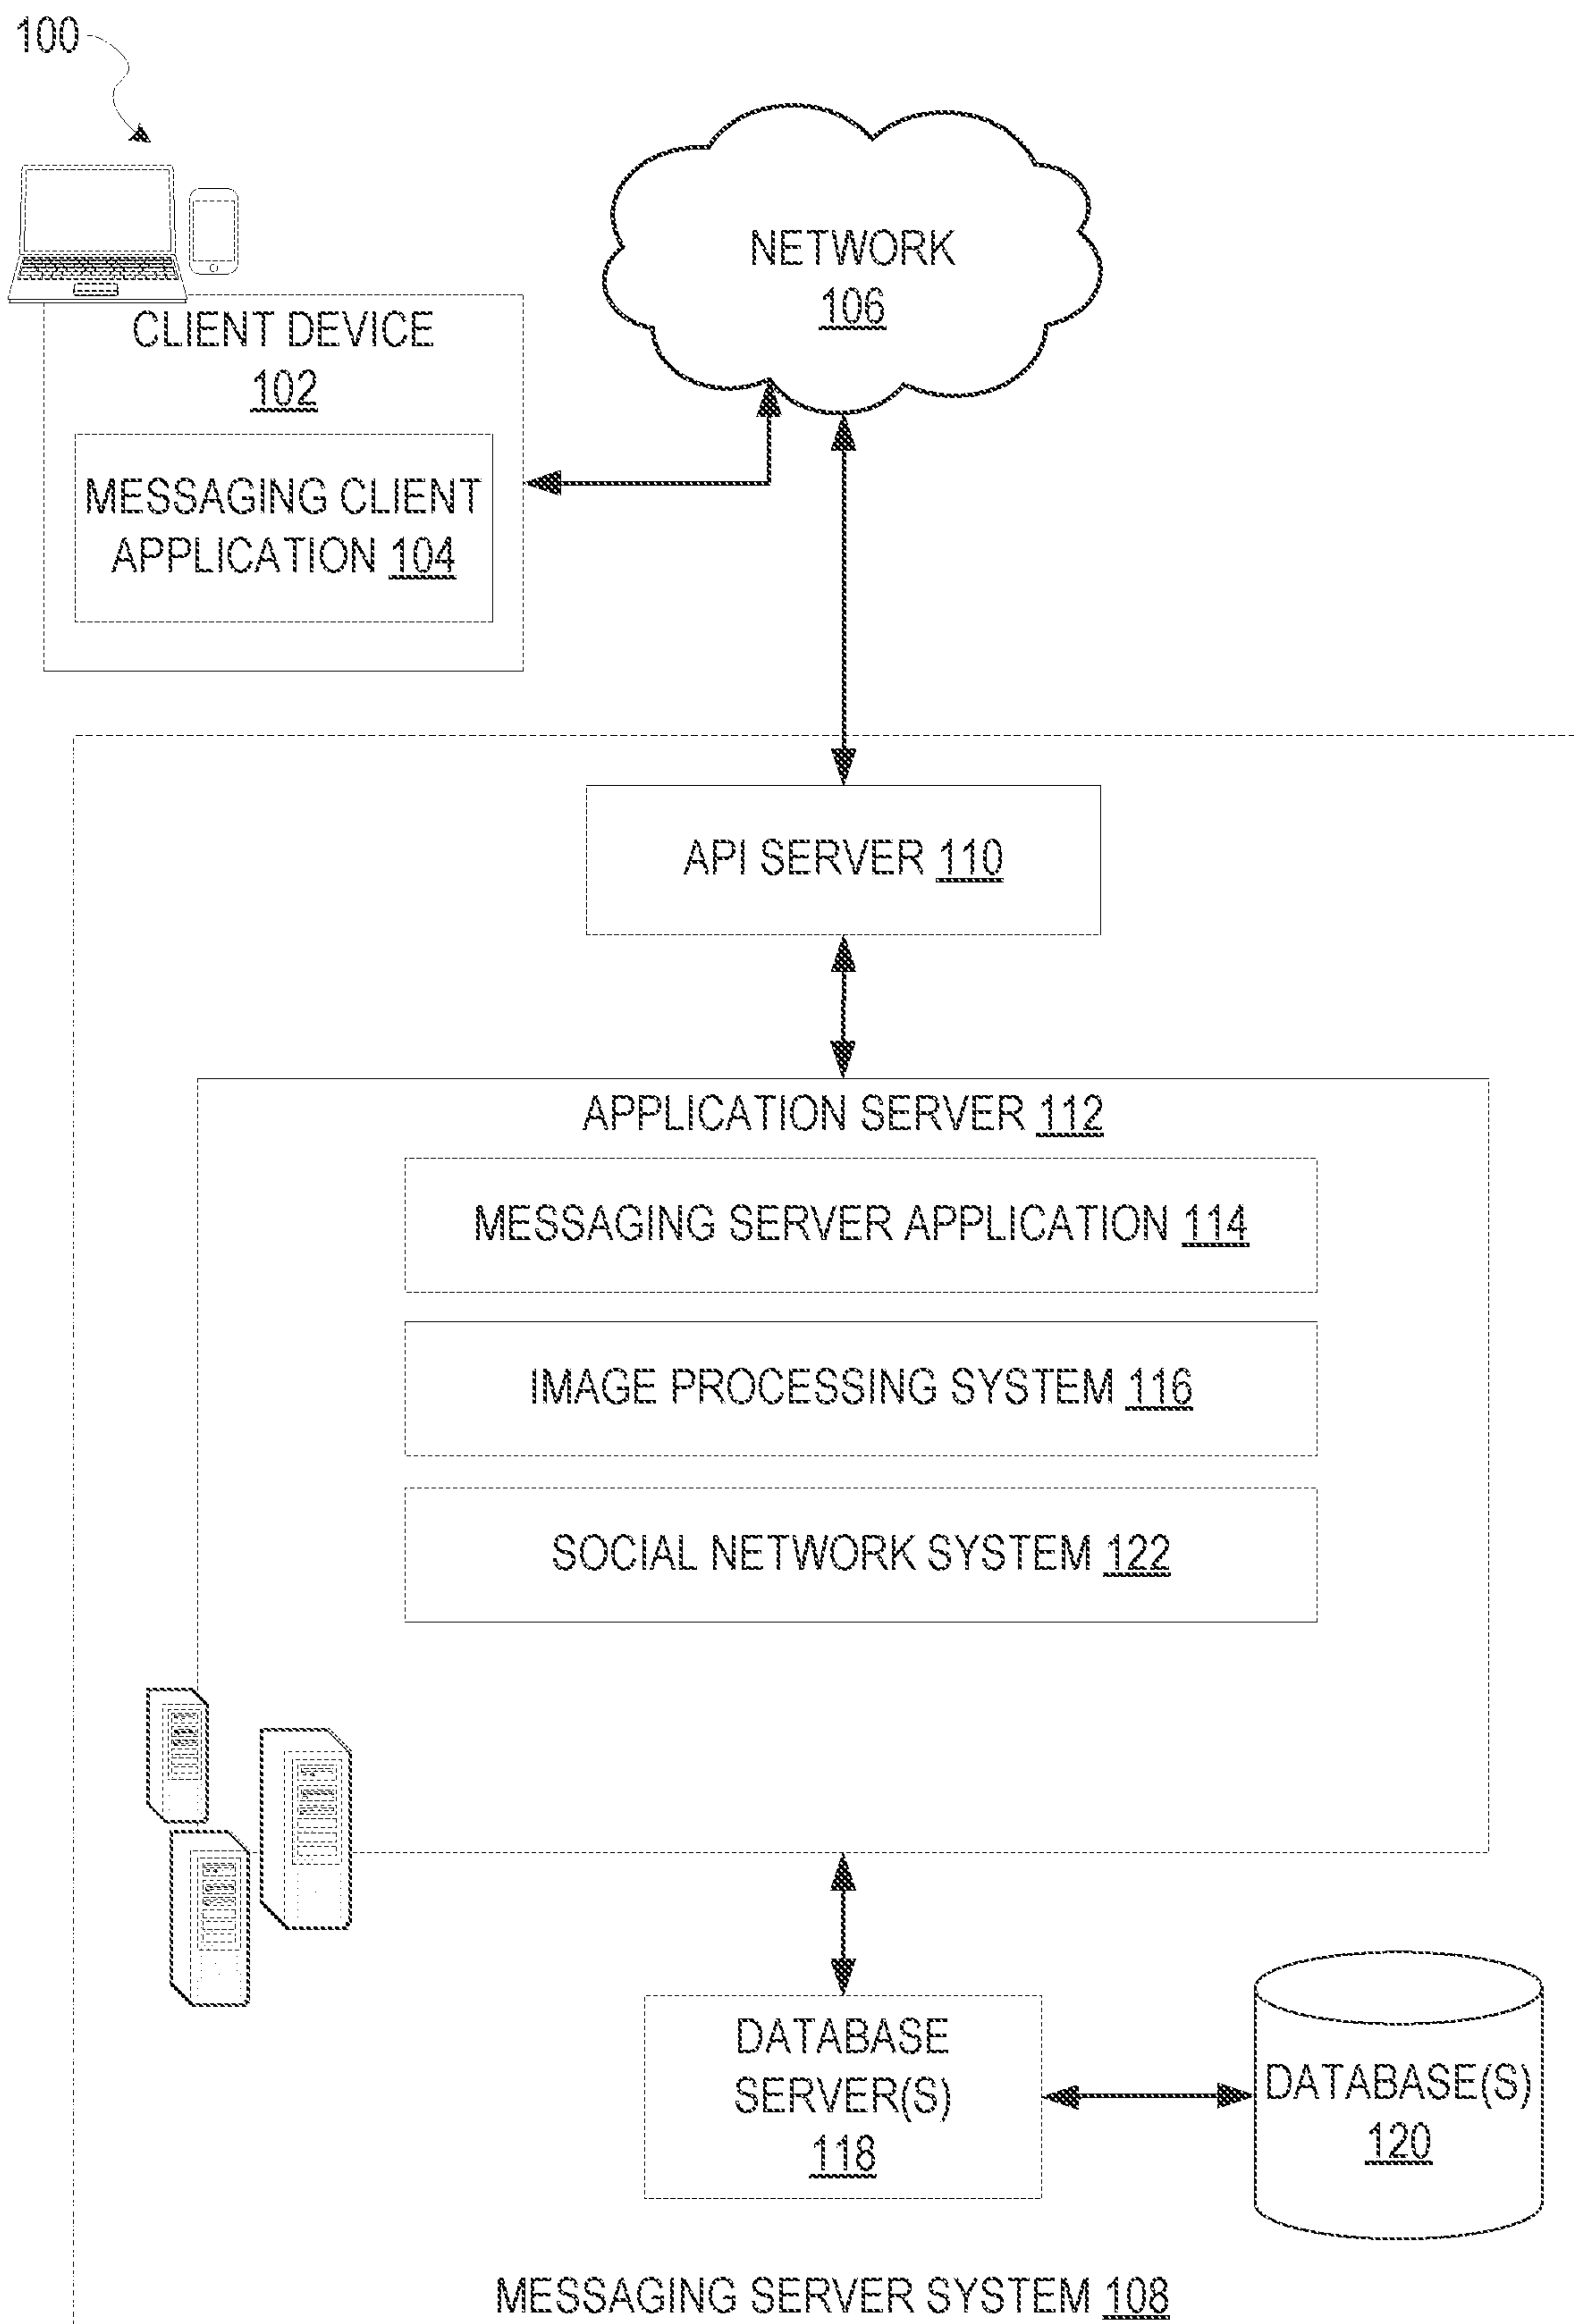 100
NETWORK
106
CLIENT DEVICE
102
MESSAGING CLIENT
APPLICATION 104
API SERVER 110
APPLICATION SERVER 112
MESSAGING SERVER APPLICATION 114
IMAGE PROCESSING SYSTEM 116
SOCIAL NETWORK SYSTEM 122
DATABASE
SERVER(S)
118
DATABASE(S)
120
MESSAGING SERVER SYSTEM 108